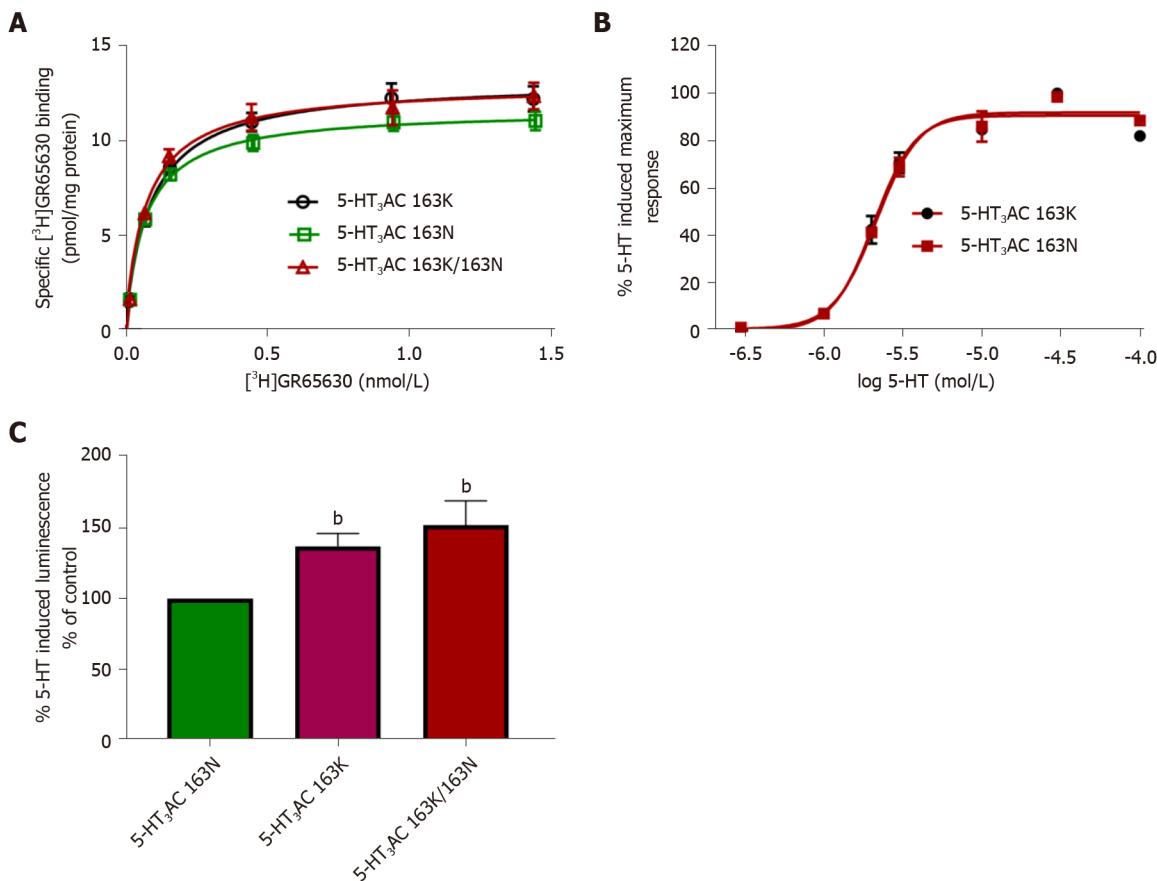 A
Specific [³H]GR65630 binding
(pmol/mg protein)
15
10
5
0
0.0
0.5
1.0
1.5
[³H]GR65630 (nmol/L)
5-HT₃AC 163K
5-HT₃AC 163N
5-HT₃AC 163K/163N
B
% 5-HT induced maximum
response
120
100
80
60
40
20
0
-6.5
-6.0
-5.5
-5.0
-4.5
-4.0
log 5-HT (mol/L)
5-HT₃AC 163K
5-HT₃AC 163N
C
% 5-HT induced luminescence
% of control
200
150
100
50
0
b
b
5-HT₃AC 163N
5-HT₃AC 163K
5-HT₃AC 163K/163N